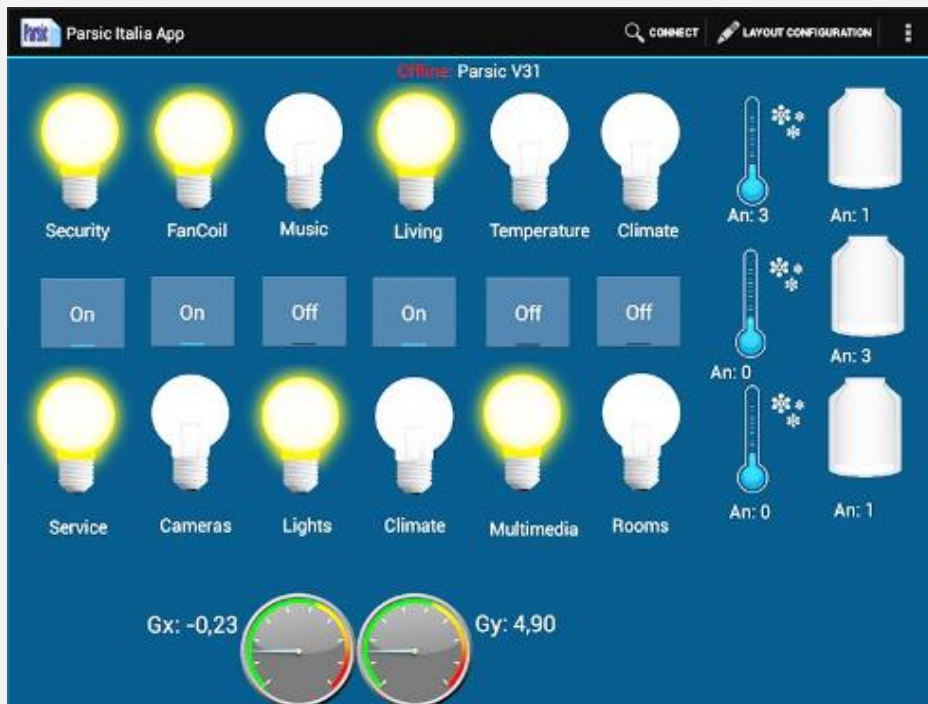 Parsic Parsic Italia App CONNECT LAYOUT CONFIGURATION
Offline: Parsic V31
Security FanCoil Music Living Temperature Climate
An: 3 An: 1
On On Off On Off Off
An: 0 An: 3
Service Cameras Lights Climate Multimedia Rooms
An: 0 An: 1
Gx: -0,23 Gy: 4,90